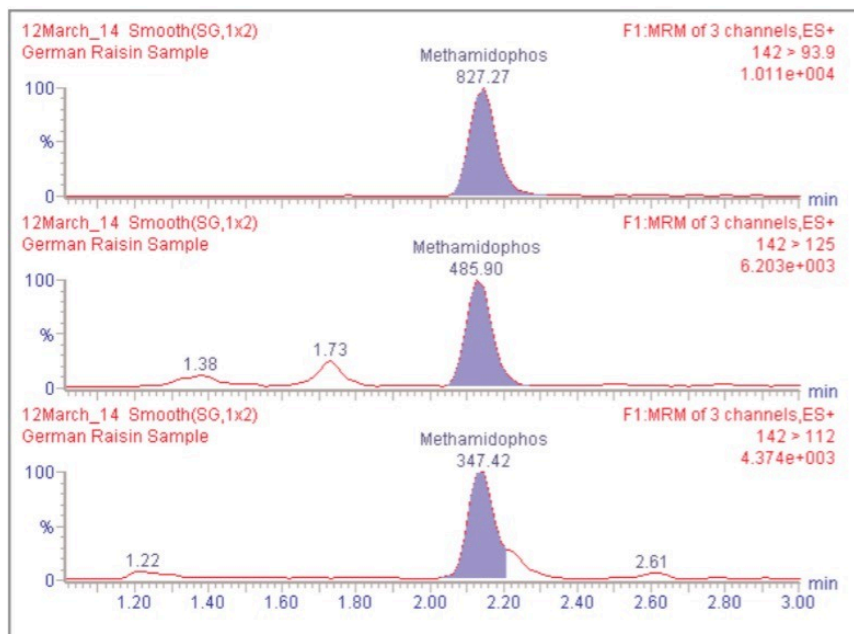 12March_14 Smooth(SG,1x2)
German Raisin Sample
F1:MRM of 3 channels,ES+
142 > 93.9
1.011e+004
Methamidophos
827.27
100
%
0
min
12March_14 Smooth(SG,1x2)
German Raisin Sample
F1:MRM of 3 channels,ES+
142 > 125
6.203e+003
Methamidophos
485.90
100
%
1.38
1.73
0
min
12March_14 Smooth(SG,1x2)
German Raisin Sample
F1:MRM of 3 channels,ES+
142 > 112
4.374e+003
Methamidophos
347.42
100
%
1.22
2.61
0
min
1.20 1.40 1.60 1.80 2.00 2.20 2.40 2.60 2.80 3.00